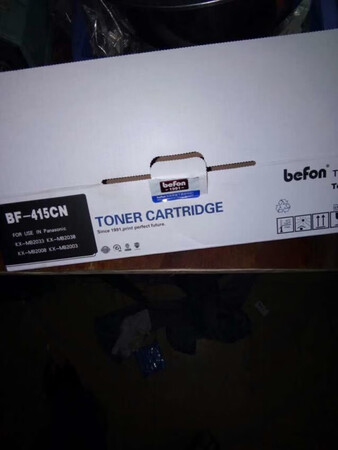 befon
1991
BF-415CN
FOR USE IN Panasonic
KX-MB2033 KX-MB2038
KX-MB2008 KX-MB2003
TONER CARTRIDGE
Since 1991,print perfect future.
befon